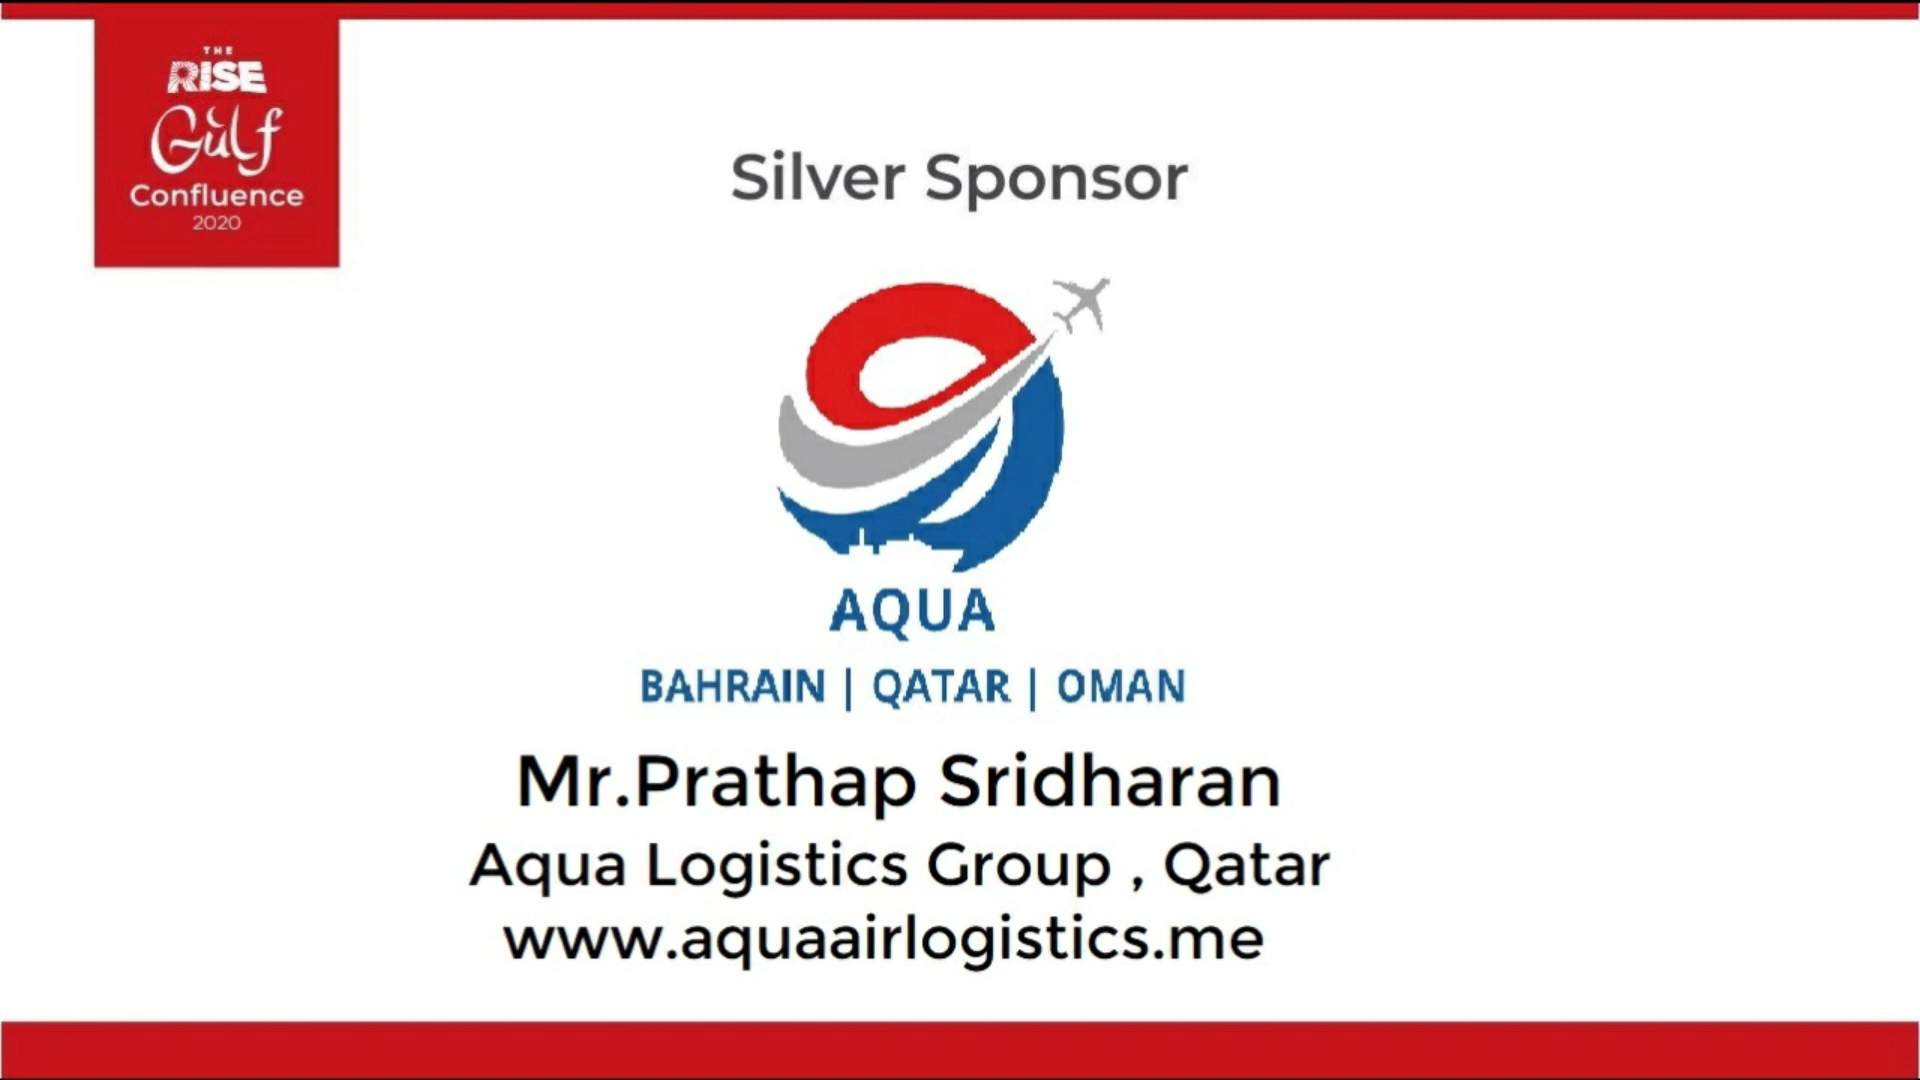 THE
RISE
Gulf
Confluence
2020
Silver Sponsor
AQUA
BAHRAIN | QATAR | OMAN
Mr.Prathap Sridharan
Aqua Logistics Group , Qatar
www.aquaairlogistics.me